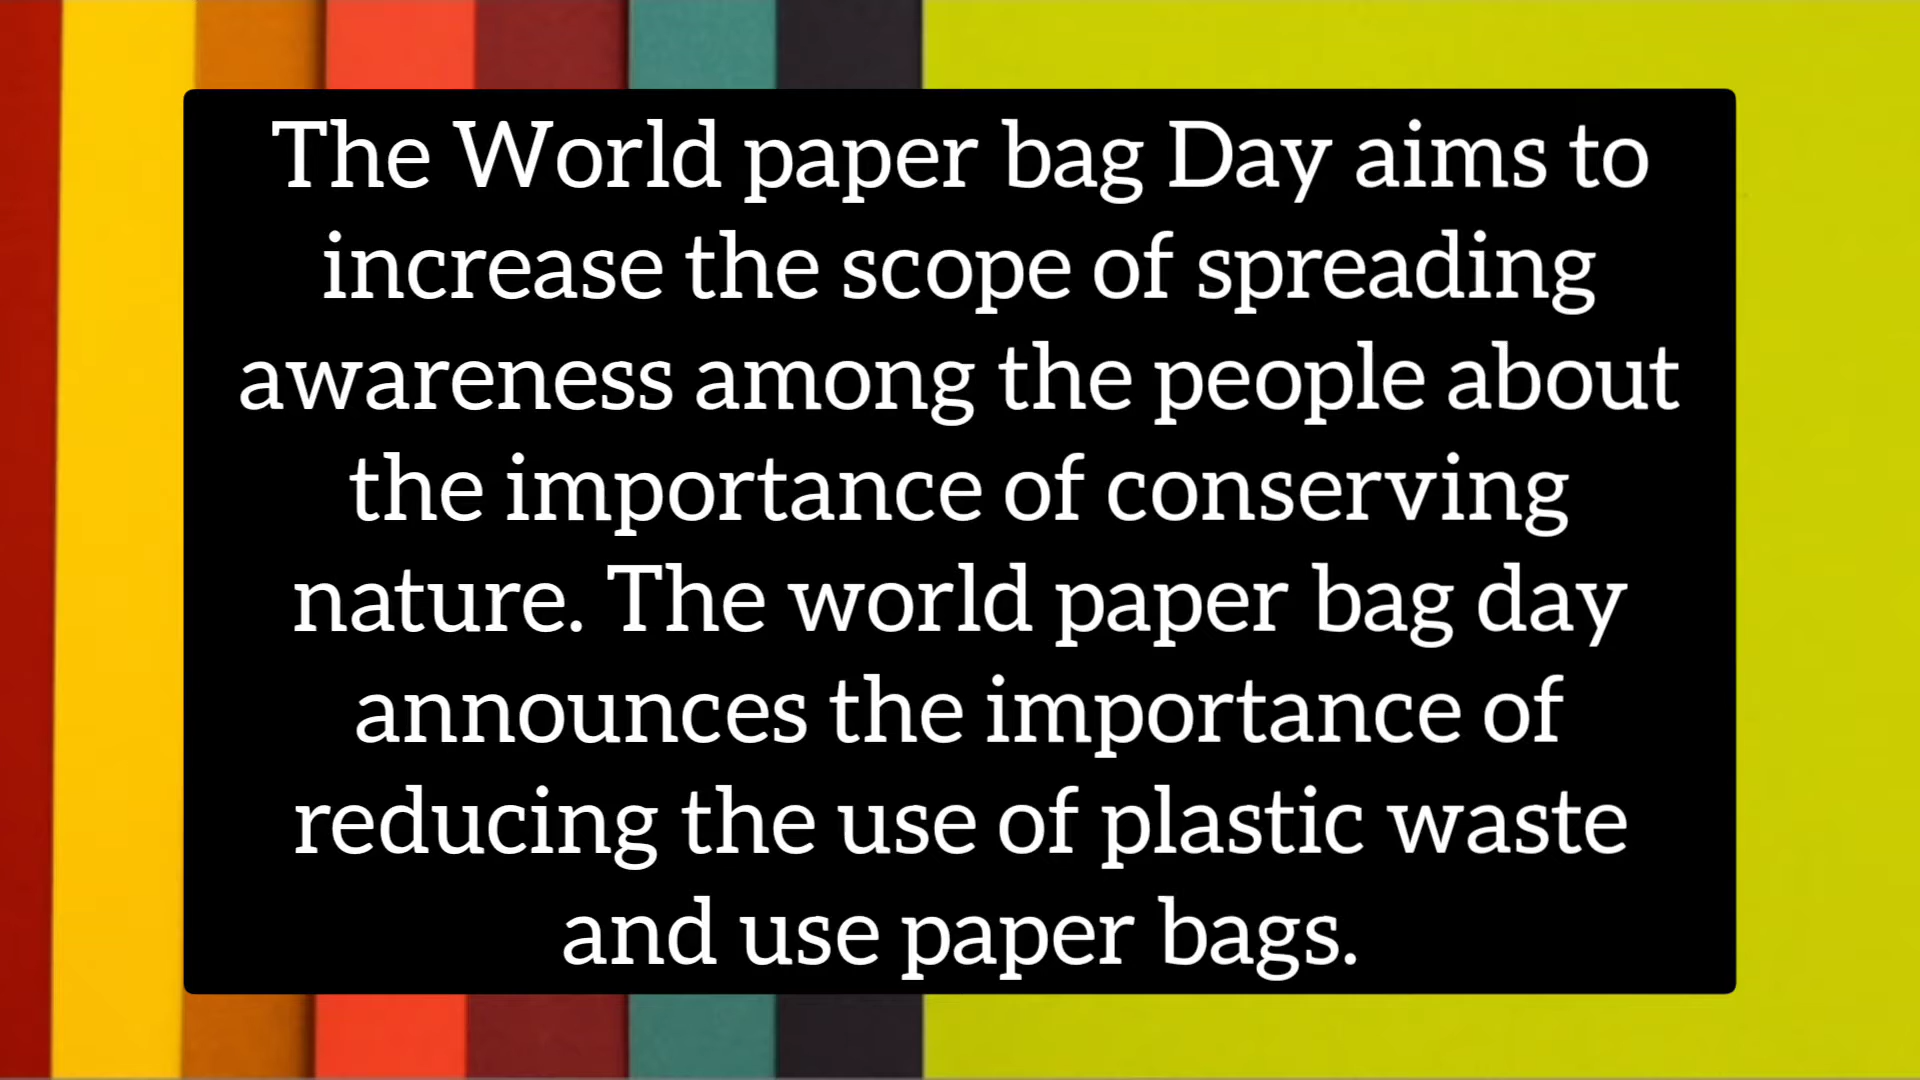 The World paper bag Day aims to
increase the scope of spreading
awareness among the people about
the importance of conserving
nature. The world paper bag day
announces the importance of
reducing the use of plastic waste
and use paper bags.